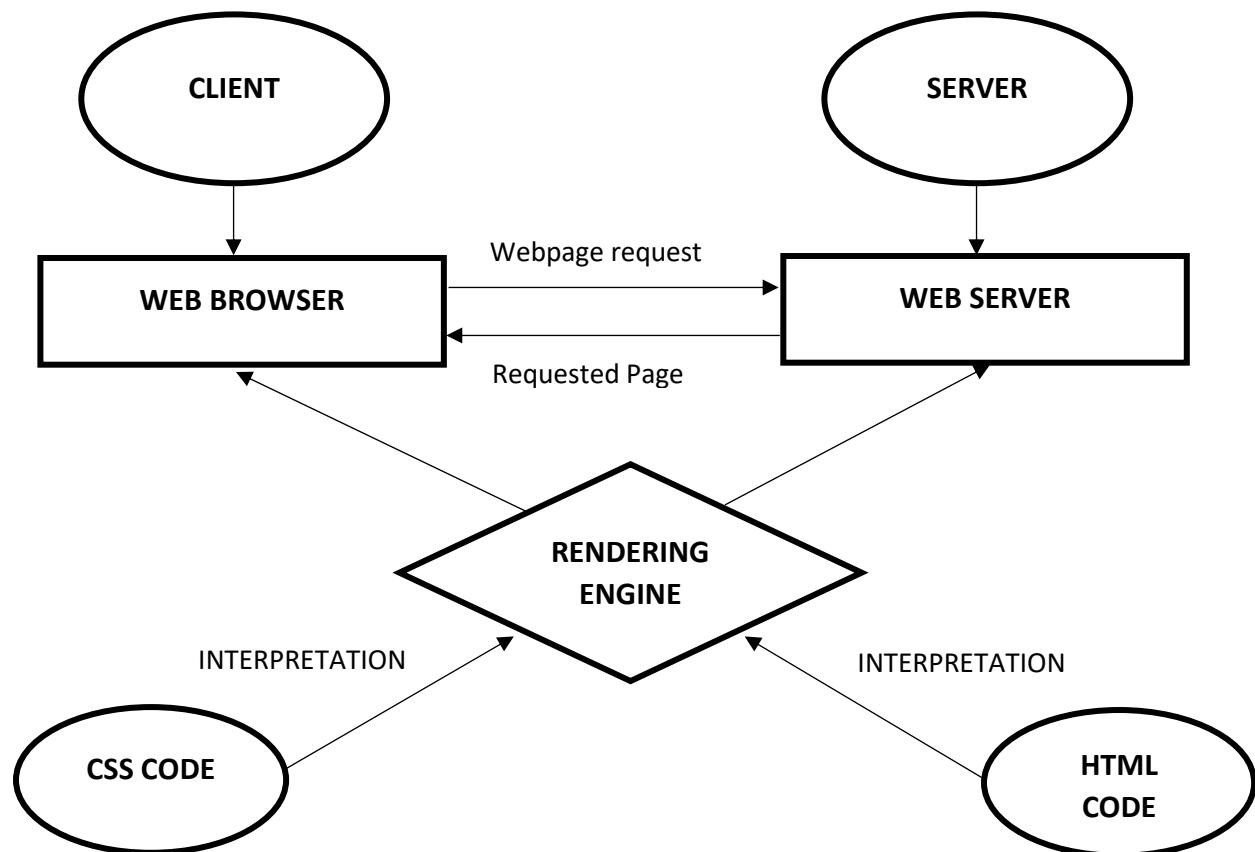 CLIENT
SERVER
Webpage request
WEB BROWSER
WEB SERVER
Requested Page
RENDERING
ENGINE
INTERPRETATION
INTERPRETATION
CSS CODE
HTML
CODE